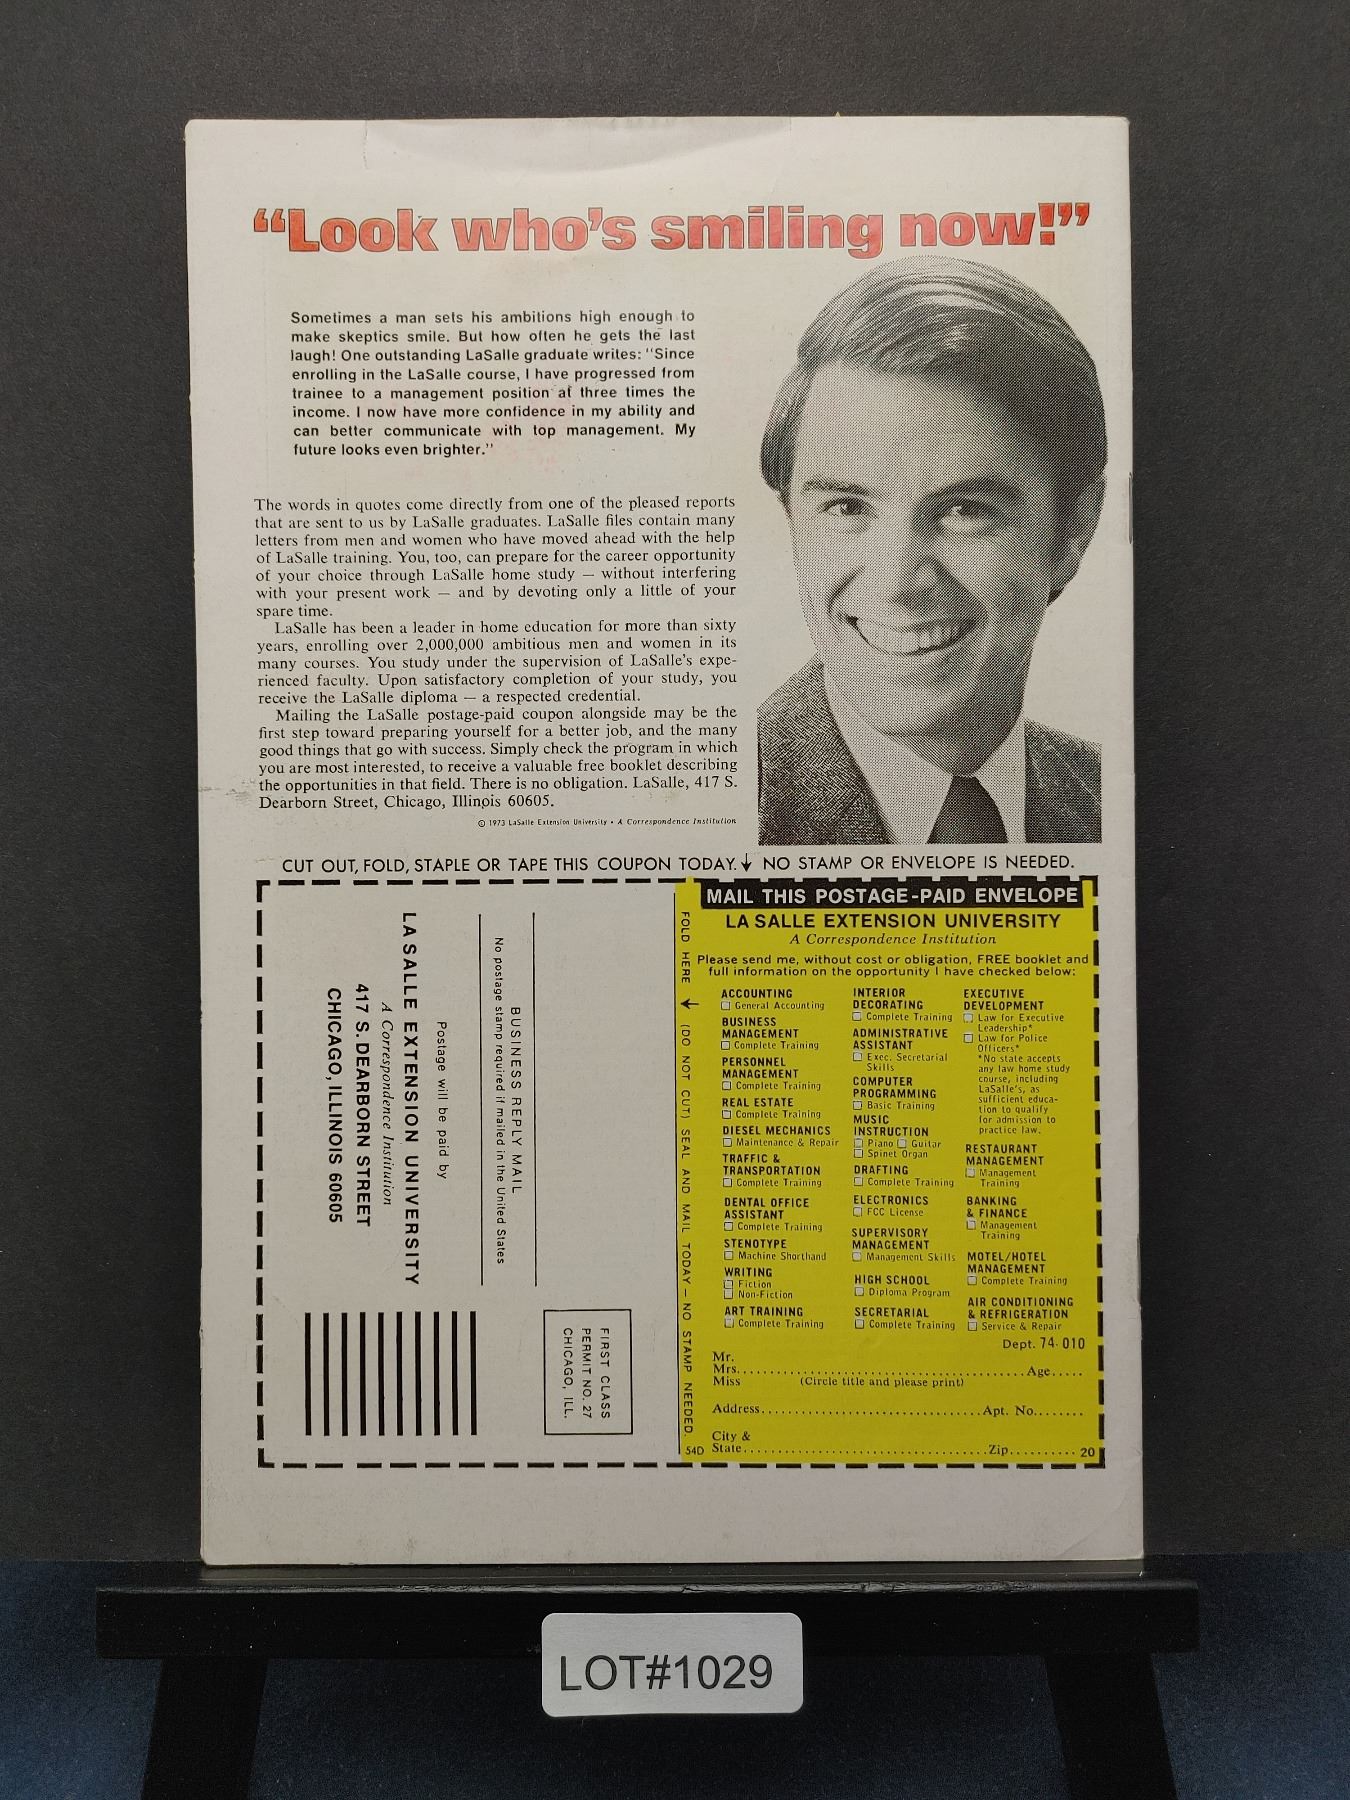 “Look who’s smiling now!”
Sometimes a man sets his ambitions high enough to
make skeptics smile. But how often he gets the last
laugh! One outstanding LaSalle graduate writes: "Since
enrolling in the LaSalle course, I have progressed from
trainee to a management position at three times the
income. I now have more confidence in my ability and
can better communicate with top management. My
future looks even brighter."
The words in quotes come directly from one of the pleased reports
that are sent to us by LaSalle graduates. LaSalle files contain many
letters from men and women who have moved ahead with the help
of LaSalle training. You, too, can prepare for the career opportunity
of your choice through LaSalle home study — without interfering
with your present work — and by devoting only a little of your
spare time.
LaSalle has been a leader in home education for more than sixty
years, enrolling over 2,000,000 ambitious men and women in its
many courses. You study under the supervision of LaSalle's expe-
rienced faculty. Upon satisfactory completion of your study, you
receive the LaSalle diploma — a respected credential.
Mailing the LaSalle postage-paid coupon alongside may be the
first step toward preparing yourself for a better job, and the many
good things that go with success. Simply check the program in which
you are most interested, to receive a valuable free booklet describing
the opportunities in that field. There is no obligation. LaSalle, 417 S.
Dearborn Street, Chicago, Illinois 60605.
© 1973 LaSalle Extension University • A Correspondence Institution
CUT OUT, FOLD, STAPLE OR TAPE THIS COUPON TODAY. ↓ NO STAMP OR ENVELOPE IS NEEDED.
FIRST CLASS
PERMIT NO. 27
CHICAGO, ILL.
BUSINESS REPLY MAIL
No postage stamp required if mailed in the United States
Postage will be paid by
LA SALLE EXTENSION UNIVERSITY
A Correspondence Institution
417 S. DEARBORN STREET
CHICAGO, ILLINOIS 60605
FOLD HERE ↓ (DO NOT CUT) SEAL AND MAIL TODAY — NO STAMP NEEDED.
MAIL THIS POSTAGE-PAID ENVELOPE
LA SALLE EXTENSION UNIVERSITY
A Correspondence Institution
Please send me, without cost or obligation, FREE booklet and
full information on the opportunity I have checked below:
ACCOUNTING
☐ General Accounting
BUSINESS
MANAGEMENT
☐ Complete Training
PERSONNEL
MANAGEMENT
☐ Complete Training
REAL ESTATE
☐ Complete Training
DIESEL MECHANICS
☐ Maintenance & Repair
TRAFFIC &
TRANSPORTATION
☐ Complete Training
DENTAL OFFICE
ASSISTANT
☐ Complete Training
STENOTYPE
☐ Machine Shorthand
WRITING
☐ Fiction
☐ Non-Fiction
ART TRAINING
☐ Complete Training
INTERIOR
DECORATING
☐ Complete Training
ADMINISTRATIVE
ASSISTANT
☐ Exec. Secretarial
Skills
COMPUTER
PROGRAMMING
☐ Basic Training
MUSIC
INSTRUCTION
☐ Piano ☐ Guitar
☐ Spinet Organ
DRAFTING
☐ Complete Training
ELECTRONICS
☐ FCC License
SUPERVISORY
MANAGEMENT
☐ Management Skills
HIGH SCHOOL
☐ Diploma Program
SECRETARIAL
☐ Complete Training
EXECUTIVE
DEVELOPMENT
☐ Law for Executive
Leadership*
☐ Law for Police
Officers*
*No state accepts
any law home study
course, including
LaSalle's, as
sufficient educa-
tion to qualify
for admission to
practice law.
RESTAURANT
MANAGEMENT
☐ Management
Training
BANKING
& FINANCE
☐ Management
Training
MOTEL/HOTEL
MANAGEMENT
☐ Complete Training
AIR CONDITIONING
& REFRIGERATION
☐ Service & Repair
Dept. 74-010
Mr.
Mrs. Age
Miss (Circle title and please print)
Address Apt. No.
City &
State Zip
54D 20
LOT#1029